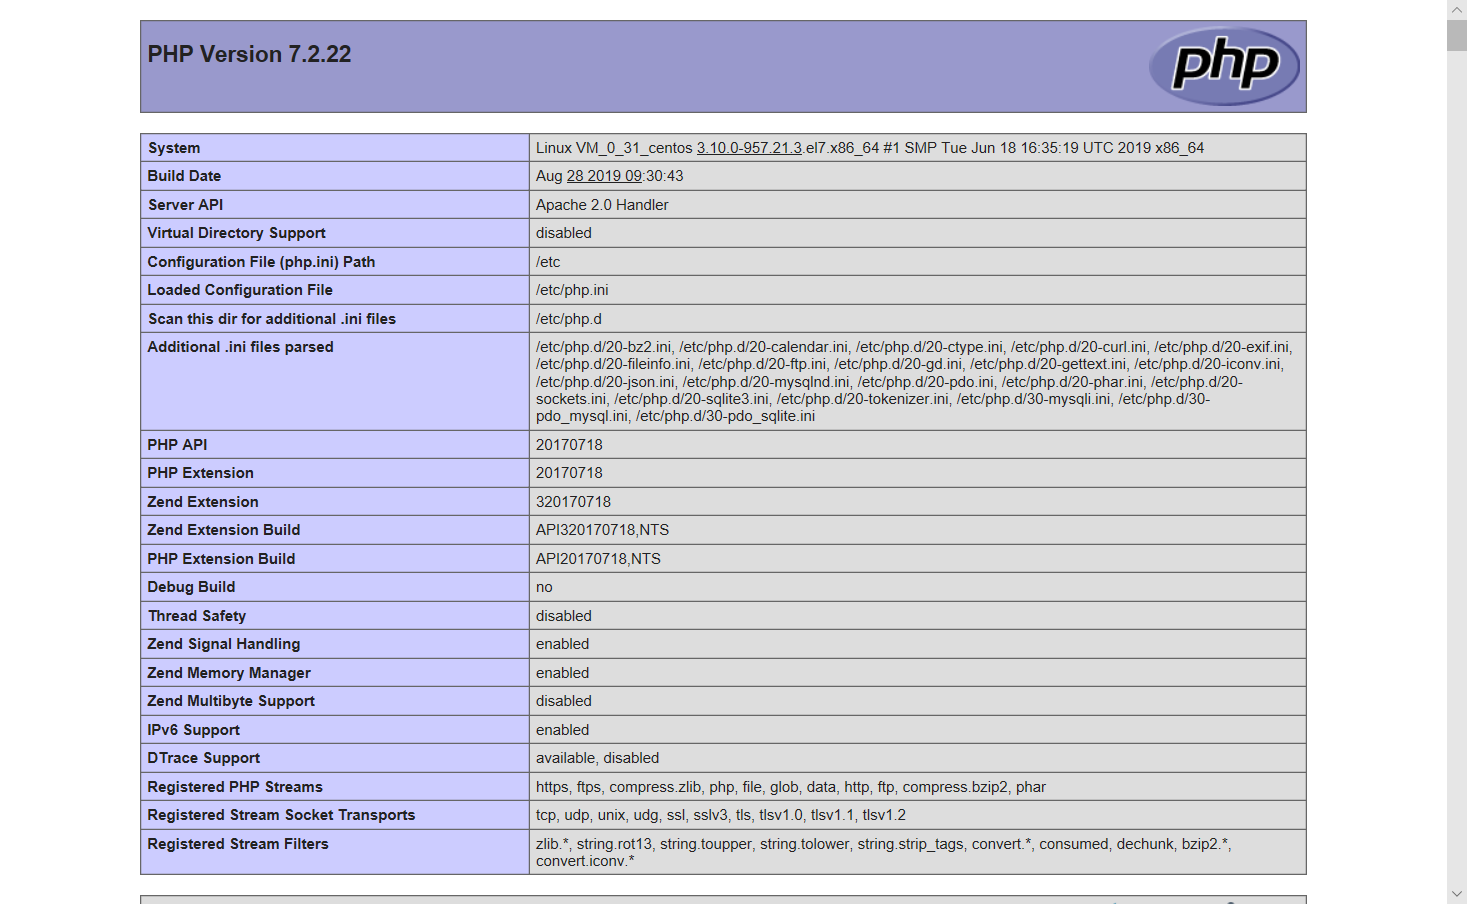 PHP Version 7.2.22
php
System Linux VM_0_31_centos 3.10.0-957.21.3.el7.x86_64 #1 SMP Tue Jun 18 16:35:19 UTC 2019 x86_64
Build Date Aug 28 2019 09:30:43
Server API Apache 2.0 Handler
Virtual Directory Support disabled
Configuration File (php.ini) Path /etc
Loaded Configuration File /etc/php.ini
Scan this dir for additional .ini files /etc/php.d
Additional .ini files parsed /etc/php.d/20-bz2.ini, /etc/php.d/20-calendar.ini, /etc/php.d/20-ctype.ini, /etc/php.d/20-curl.ini, /etc/php.d/20-exif.ini,
/etc/php.d/20-fileinfo.ini, /etc/php.d/20-ftp.ini, /etc/php.d/20-gd.ini, /etc/php.d/20-gettext.ini, /etc/php.d/20-iconv.ini,
/etc/php.d/20-json.ini, /etc/php.d/20-mysqlnd.ini, /etc/php.d/20-pdo.ini, /etc/php.d/20-phar.ini, /etc/php.d/20-
sockets.ini, /etc/php.d/20-sqlite3.ini, /etc/php.d/20-tokenizer.ini, /etc/php.d/30-mysqli.ini, /etc/php.d/30-
pdo_mysql.ini, /etc/php.d/30-pdo_sqlite.ini
PHP API 20170718
PHP Extension 20170718
Zend Extension 320170718
Zend Extension Build API320170718,NTS
PHP Extension Build API20170718,NTS
Debug Build no
Thread Safety disabled
Zend Signal Handling enabled
Zend Memory Manager enabled
Zend Multibyte Support disabled
IPv6 Support enabled
DTrace Support available, disabled
Registered PHP Streams https, ftps, compress.zlib, php, file, glob, data, http, ftp, compress.bzip2, phar
Registered Stream Socket Transports tcp, udp, unix, udg, ssl, sslv3, tls, tlsv1.0, tlsv1.1, tlsv1.2
Registered Stream Filters zlib.*, string.rot13, string.toupper, string.tolower, string.strip_tags, convert.*, consumed, dechunk, bzip2.*,
convert.iconv.*